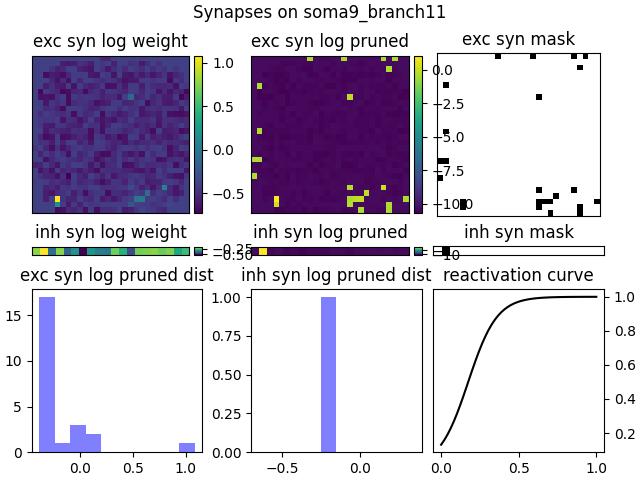 Synapses on soma9_branch11
exc syn log weight
exc syn log pruned
exc syn mask
1.0
0.5
0.0
−0.5
0.0
−2.5
−5.0
−7.5
−10.0
inh syn log weight
inh syn log pruned
inh syn mask
−0.25
−0.50
−10
exc syn log pruned dist
inh syn log pruned dist
reactivation curve
15
10
5
0
0.0 0.5 1.0
1.00
0.75
0.50
0.25
0.00
−0.5 0.0
1.0
0.8
0.6
0.4
0.2
0.0 0.5 1.0